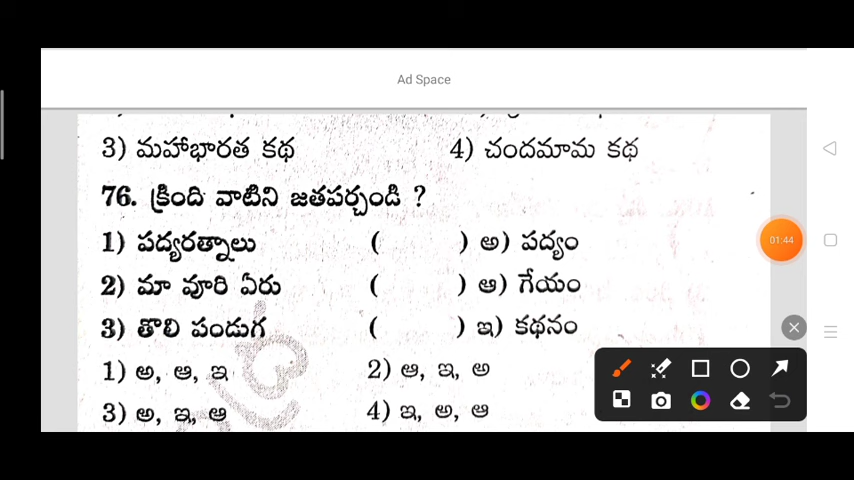 Ad Space
3) మహాభారత కథ 4) చందమామ కథ
76. క్రింది వాటిని జతపర్చండి ?
1) పద్యరత్నాలు ( ) అ) పద్యం
2) మా వూరి ఏరు ( ) ఆ) గేయం
3) తొలి పండుగ ( ) ఇ) కథనం
1) అ, ఆ, ఇ 2) ఆ, ఇ, అ
3) అ, ఇ, ఆ 4) ఇ, అ, ఆ
01:44